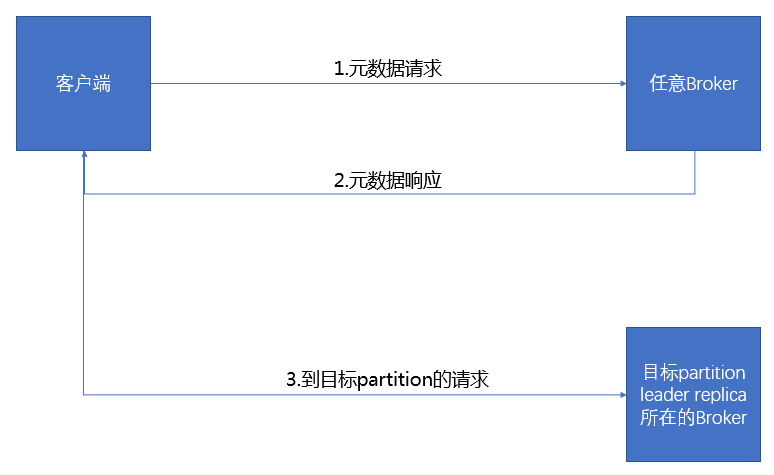 客户端
1.元数据请求
任意Broker
2.元数据响应
3.到目标partition的请求
目标partition
leader replica
所在的Broker